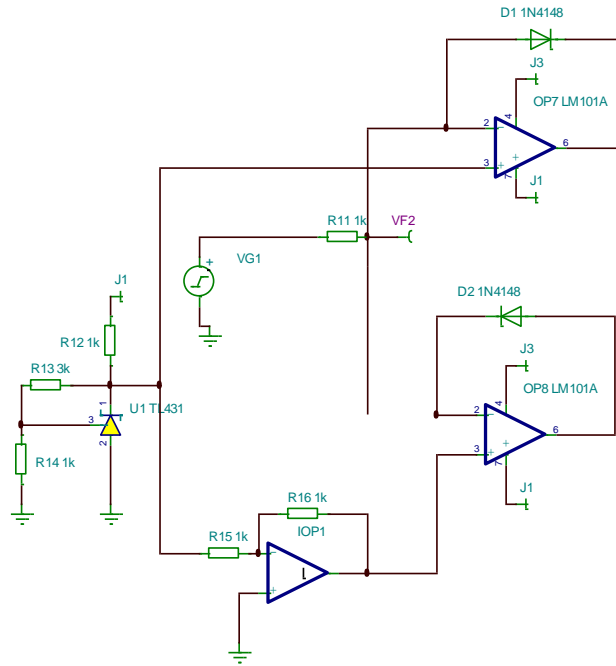 D1 1N4148
J3
OP7 LM101A
4
2
6
3
7
J1
R11 1k
VF2
VG1
J1
D2 1N4148
R12 1k
J3
R13 3k
OP8 LM101A
U1 TL431
1
4
2
3
6
2
R14 1k
3
7
J1
R16 1k
IOP1
R15 1k